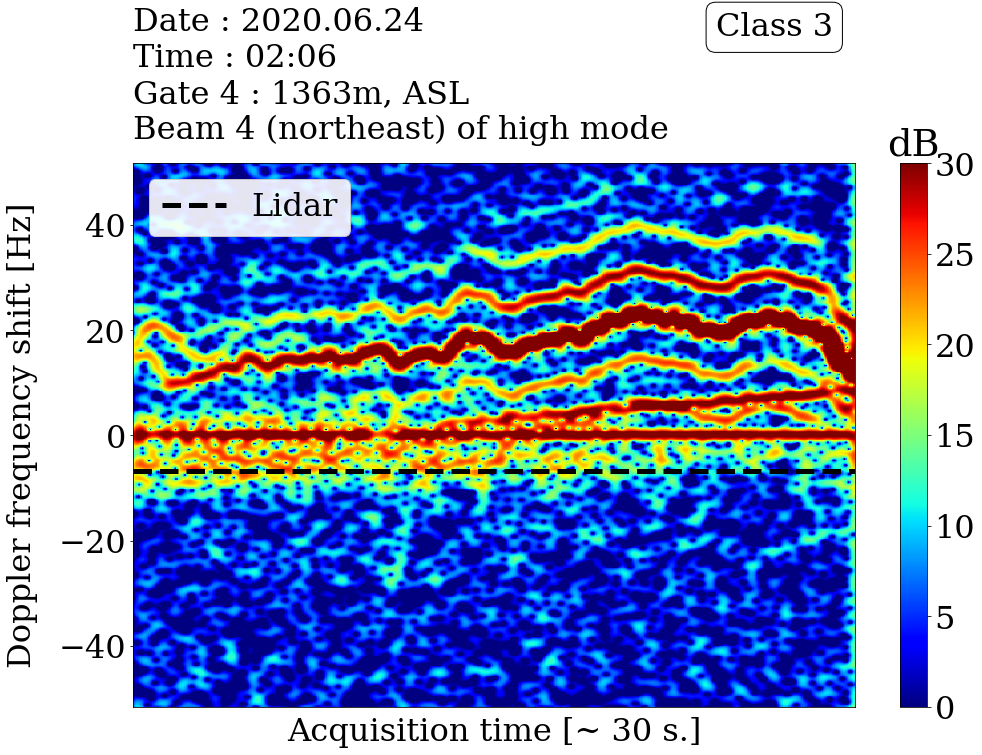 Date : 2020.06.24
Time : 02:06
Gate 4 : 1363m, ASL
Beam 4 (northeast) of high mode
Class 3
dB
Lidar
Doppler frequency shift [Hz]
40
20
0
−20
−40
30
25
20
15
10
5
0
Acquisition time [~ 30 s.]